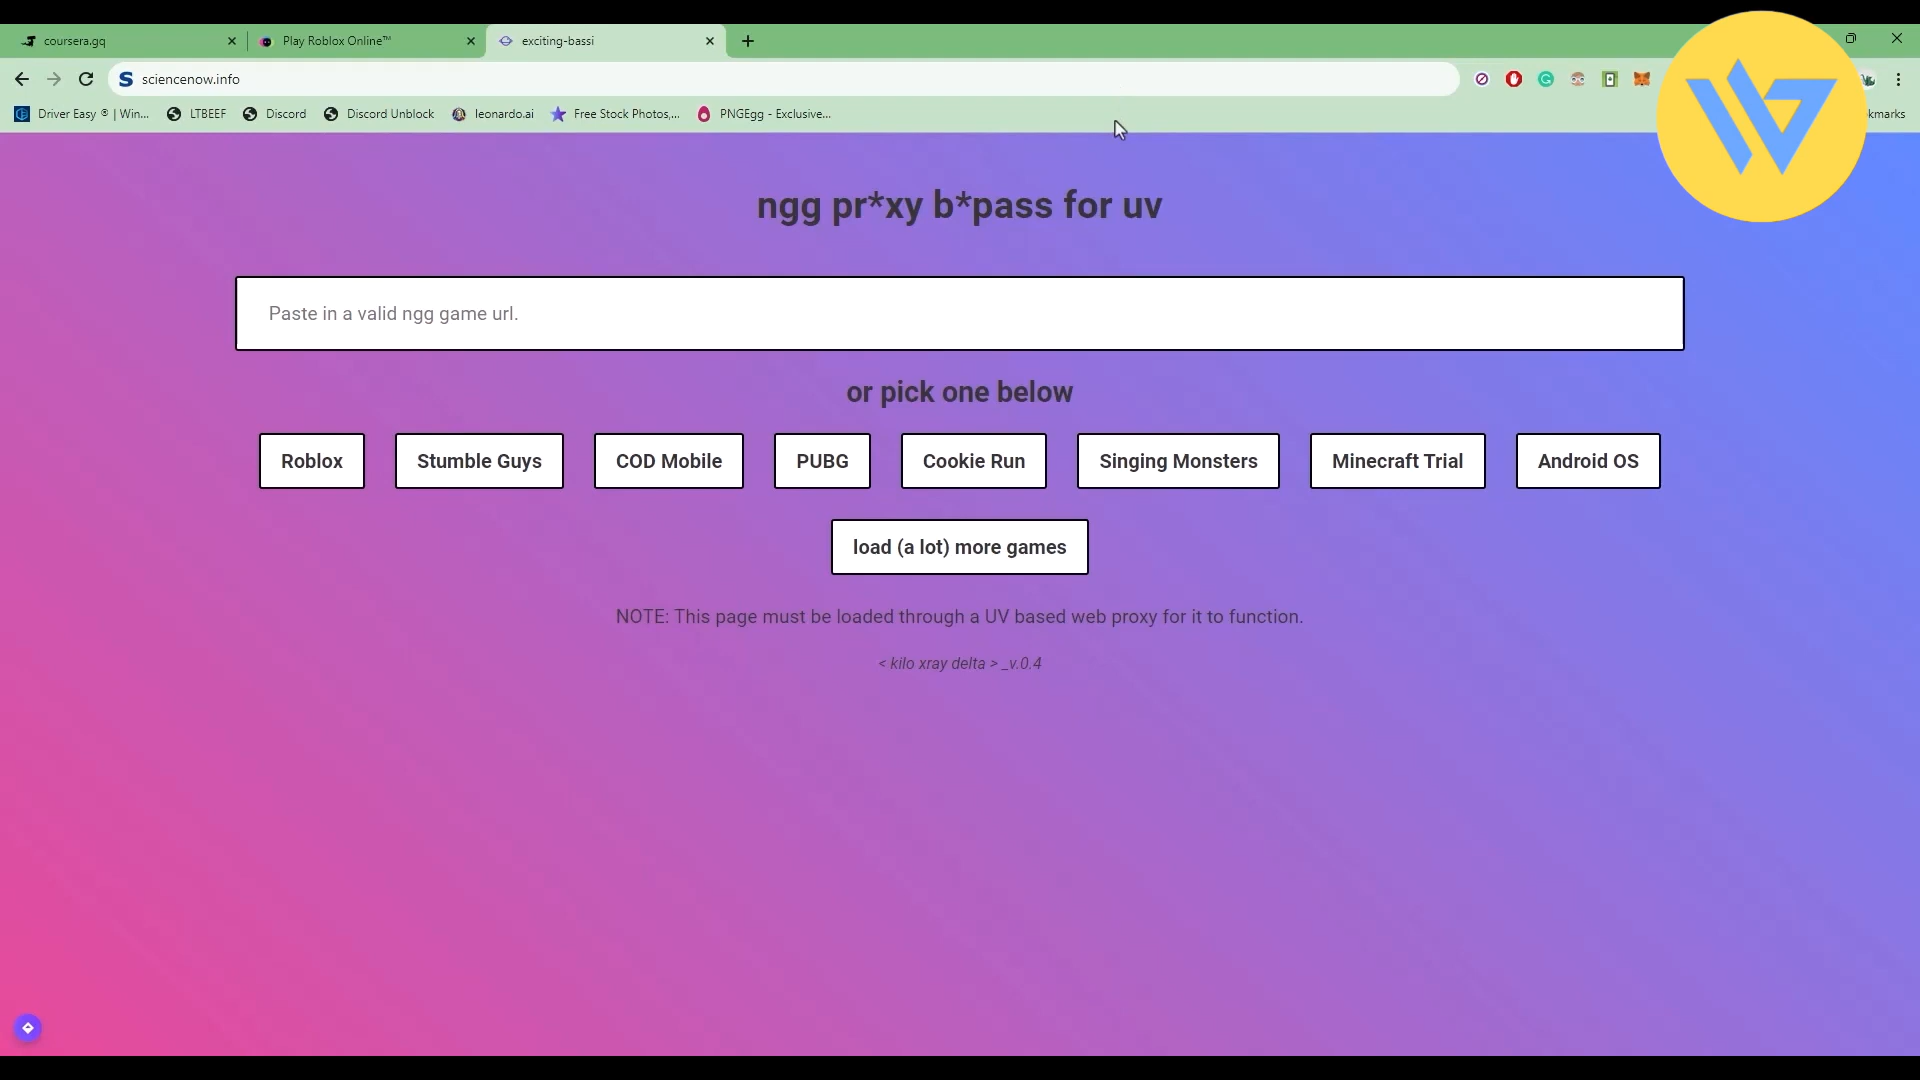 coursera.gq
Play Roblox Online™
exciting-bassi
sciencenow.info
Driver Easy ® | Win...
LTBEEF
Discord
Discord Unblock
leonardo.ai
Free Stock Photos,...
PNGEgg - Exclusive...
kmarks
ngg pr*xy b*pass for uv
Paste in a valid ngg game url.
or pick one below
Roblox
Stumble Guys
COD Mobile
PUBG
Cookie Run
Singing Monsters
Minecraft Trial
Android OS
load (a lot) more games
NOTE: This page must be loaded through a UV based web proxy for it to function.
< kilo xray delta > _v.0.4